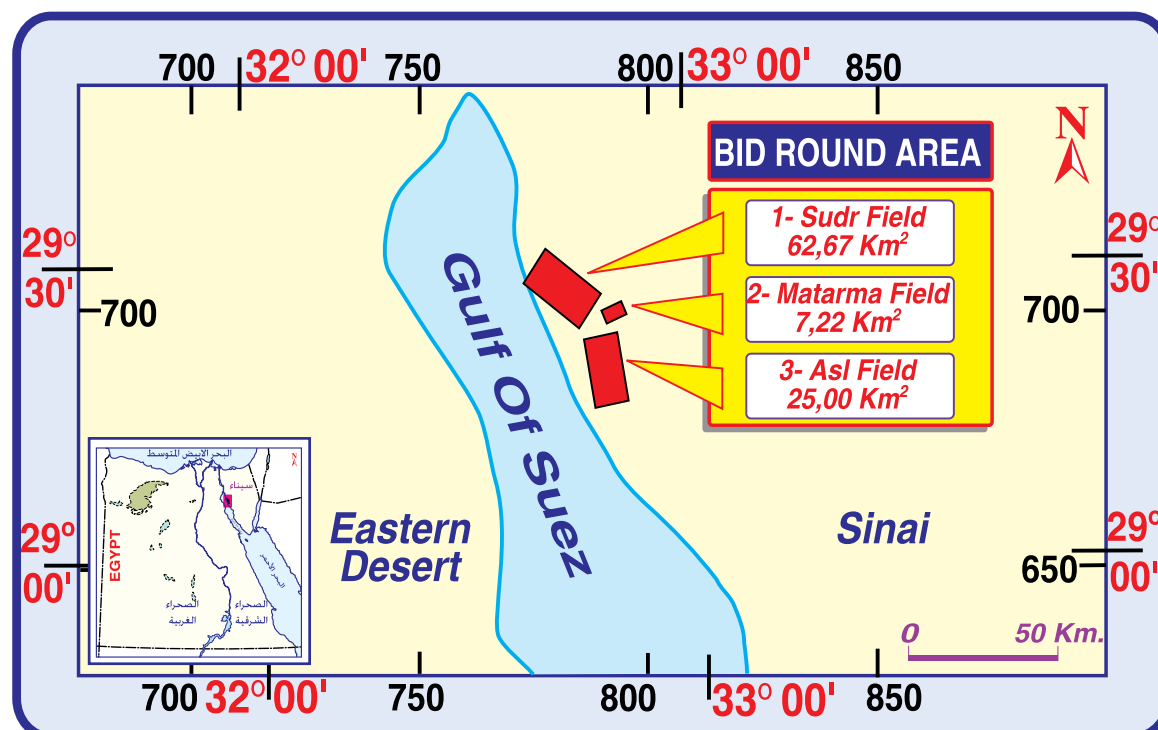 700 32° 00' 750 800 33° 00' 850
N
BID ROUND AREA
1- Sudr Field
62,67 Km²
2- Matarma Field
7,22 Km²
3- Asl Field
25,00 Km²
29°
30'
700
29°
30'
700
Gulf Of Suez
Eastern
Desert
Sinai
29°
00'
29°
00'
650
0 50 Km.
البحر الابيض المتوسط
N
سيناء
EGYPT
البحر الأحمر
الصحراء
الغربية
الصحراء
الشرقية
700 32° 00' 750 800 33° 00' 850